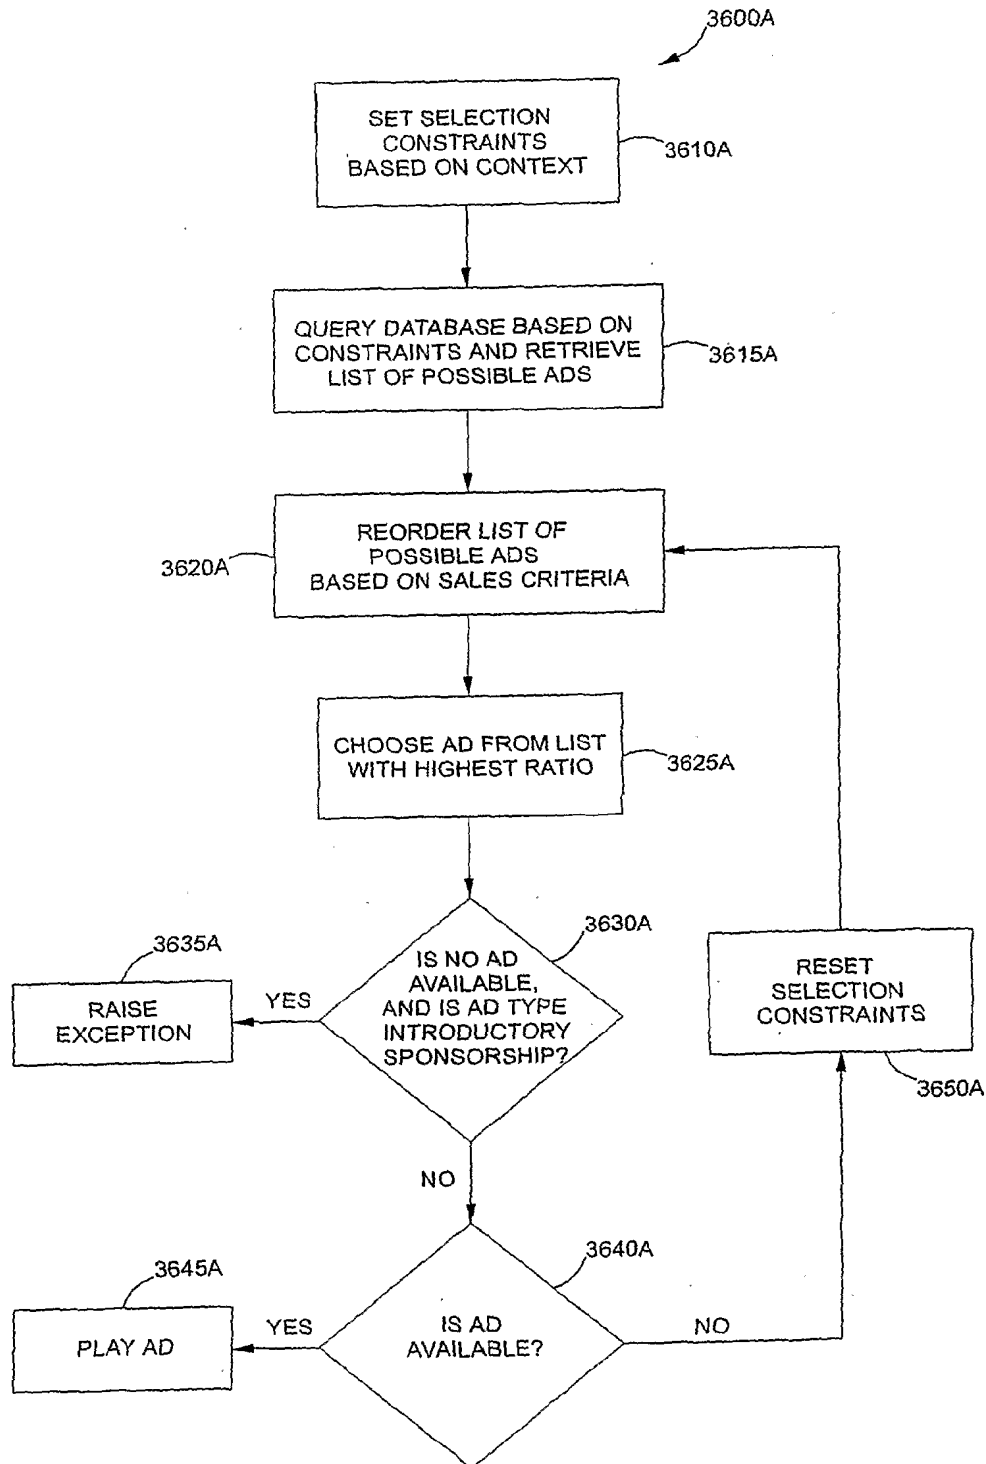 3600A
SET SELECTION
CONSTRAINTS
BASED ON CONTEXT
3610A
QUERY DATABASE BASED ON
CONSTRAINTS AND RETRIEVE
LIST OF POSSIBLE ADS
3615A
REORDER LIST OF
POSSIBLE ADS
BASED ON SALES CRITERIA
3620A
CHOOSE AD FROM LIST
WITH HIGHEST RATIO
3625A
IS NO AD
AVAILABLE,
AND IS AD TYPE
INTRODUCTORY
SPONSORSHIP?
3630A
YES
3635A
RAISE
EXCEPTION
RESET
SELECTION
CONSTRAINTS
3650A
NO
IS AD
AVAILABLE?
3640A
YES
3645A
PLAY AD
NO